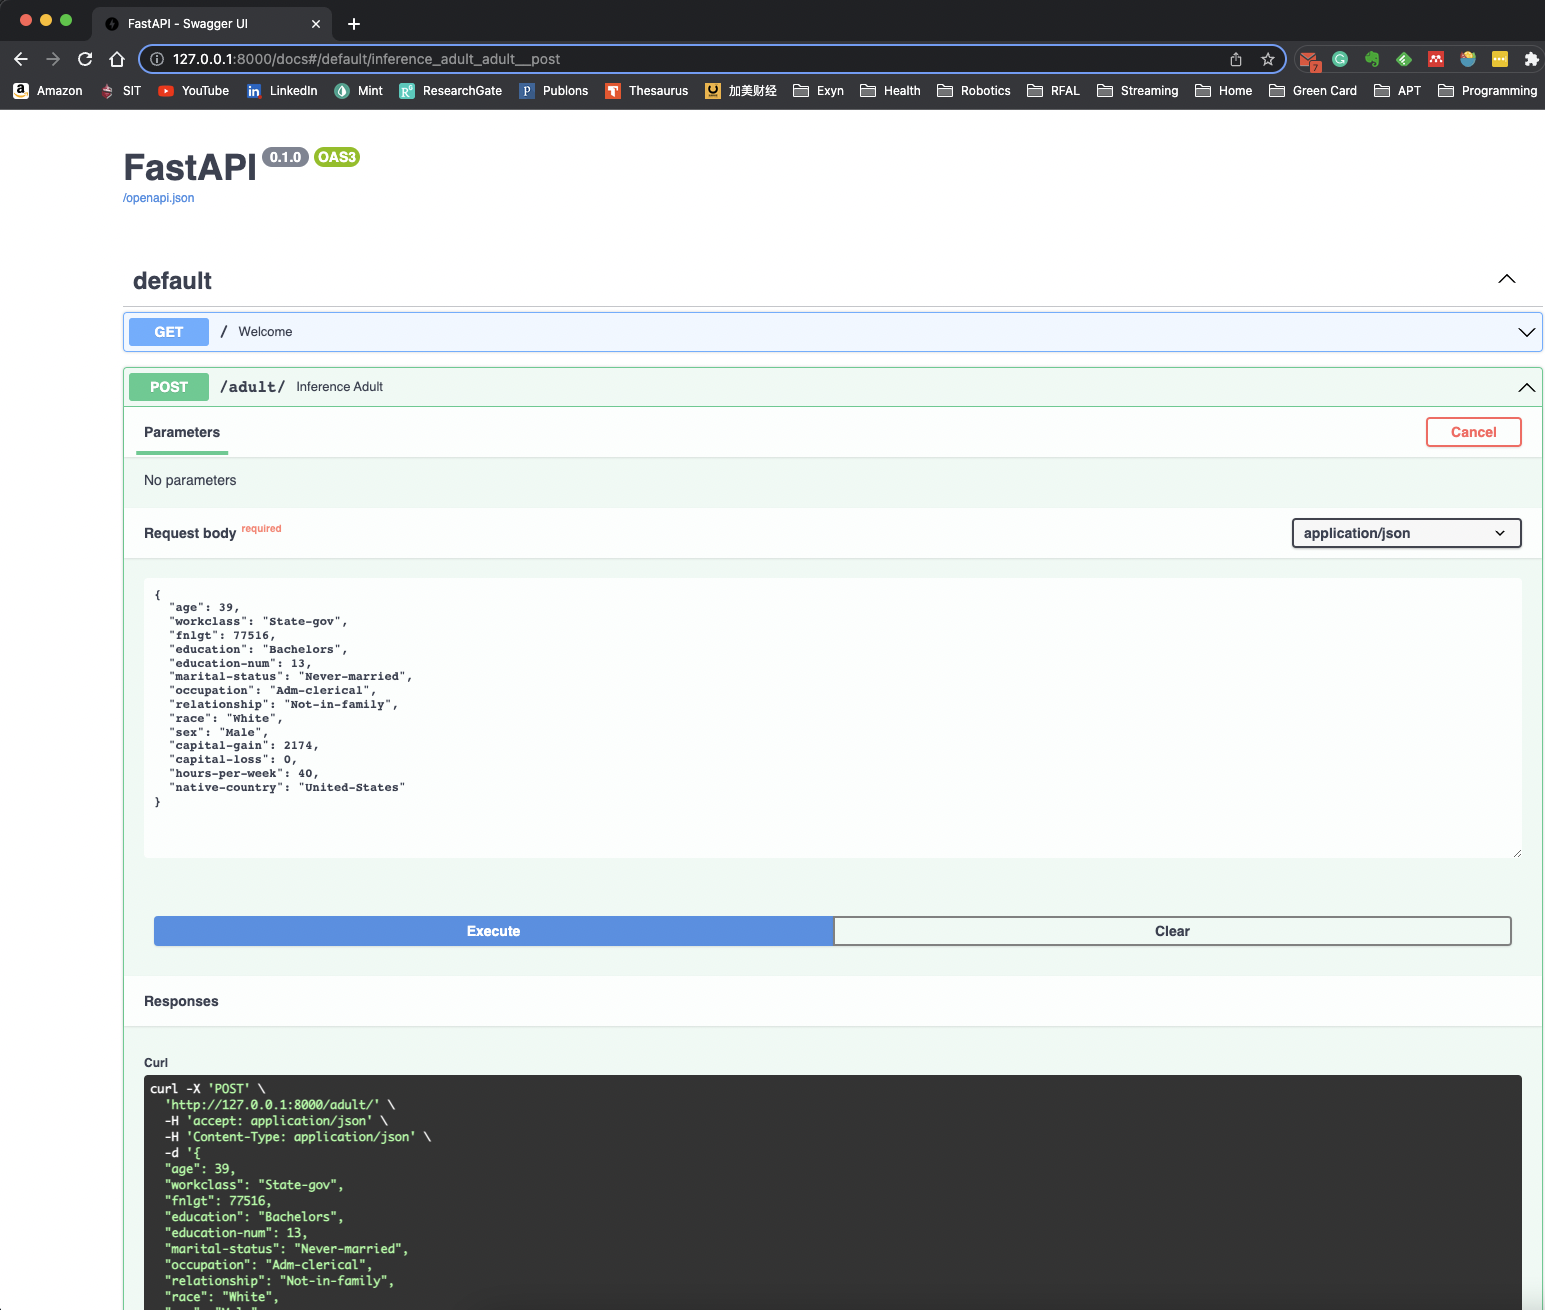 FastAPI - Swagger UI
127.0.0.1:8000/docs#/default/inference_adult_adult__post
7
Amazon SIT YouTube LinkedIn Mint ResearchGate Publons Thesaurus 加美财经 Exyn Health Robotics RFAL Streaming Home Green Card APT Programming
FastAPI 0.1.0 OAS3
/openapi.json
default
GET / Welcome
POST /adult/ Inference Adult
Parameters
Cancel
No parameters
Request body required
application/json
{
"age": 39,
"workclass": "State-gov",
"fnlgt": 77516,
"education": "Bachelors",
"education-num": 13,
"marital-status": "Never-married",
"occupation": "Adm-clerical",
"relationship": "Not-in-family",
"race": "White",
"sex": "Male",
"capital-gain": 2174,
"capital-loss": 0,
"hours-per-week": 40,
"native-country": "United-States"
}
Execute
Clear
Responses
Curl
curl -X 'POST' \
'http://127.0.0.1:8000/adult/' \
-H 'accept: application/json' \
-H 'Content-Type: application/json' \
-d '{
"age": 39,
"workclass": "State-gov",
"fnlgt": 77516,
"education": "Bachelors",
"education-num": 13,
"marital-status": "Never-married",
"occupation": "Adm-clerical",
"relationship": "Not-in-family",
"race": "White",